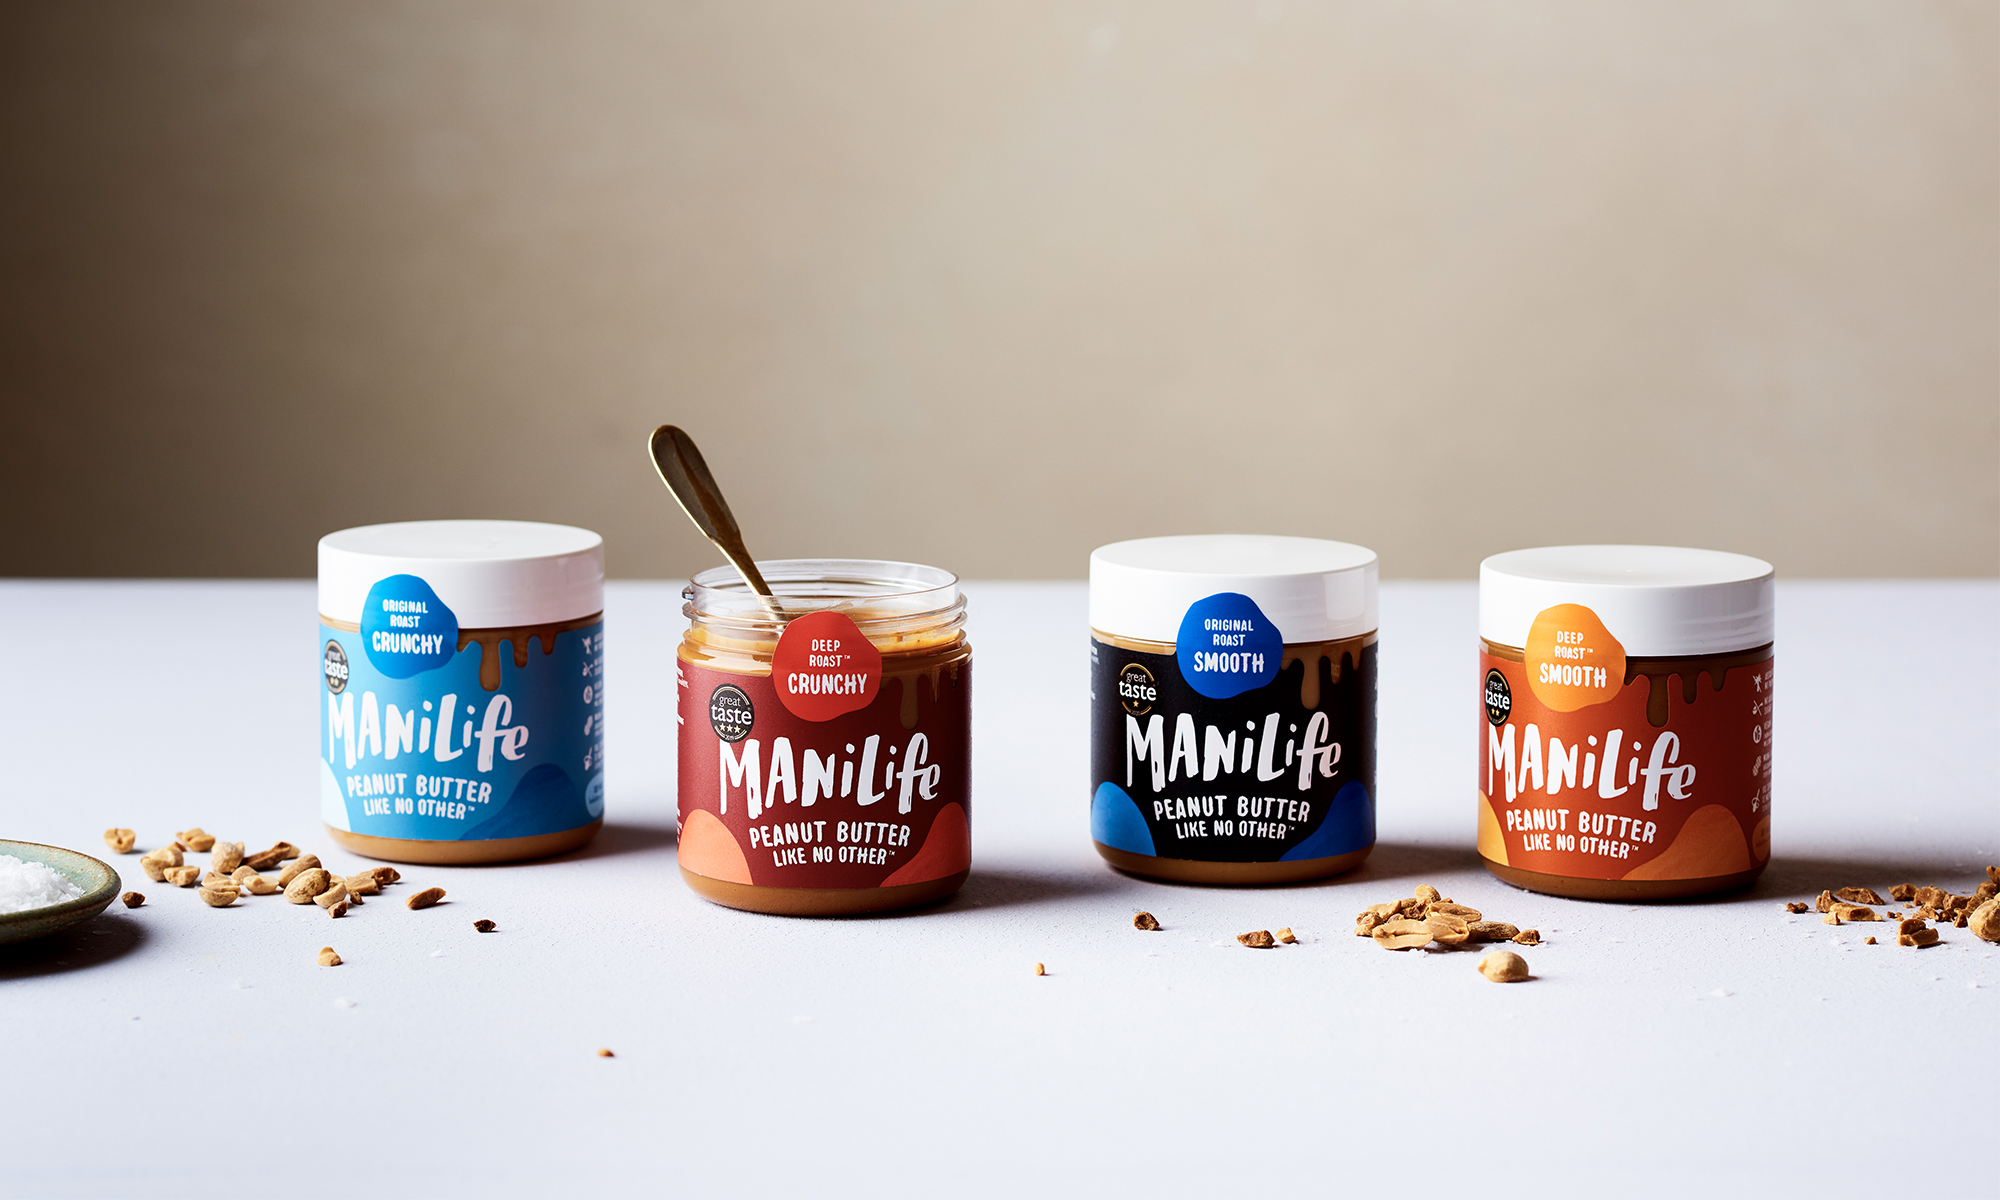 ORIGINAL
ROAST
CRUNCHY
great
taste
MANiLife
PEANUT BUTTER
LIKE NO OTHER™
DEEP
ROAST™
CRUNCHY
great
taste
MANiLife
PEANUT BUTTER
LIKE NO OTHER™
ORIGINAL
ROAST
SMOOTH
great
taste
MANiLife
PEANUT BUTTER
LIKE NO OTHER™
DEEP
ROAST™
SMOOTH
great
taste
MANiLife
PEANUT BUTTER
LIKE NO OTHER™